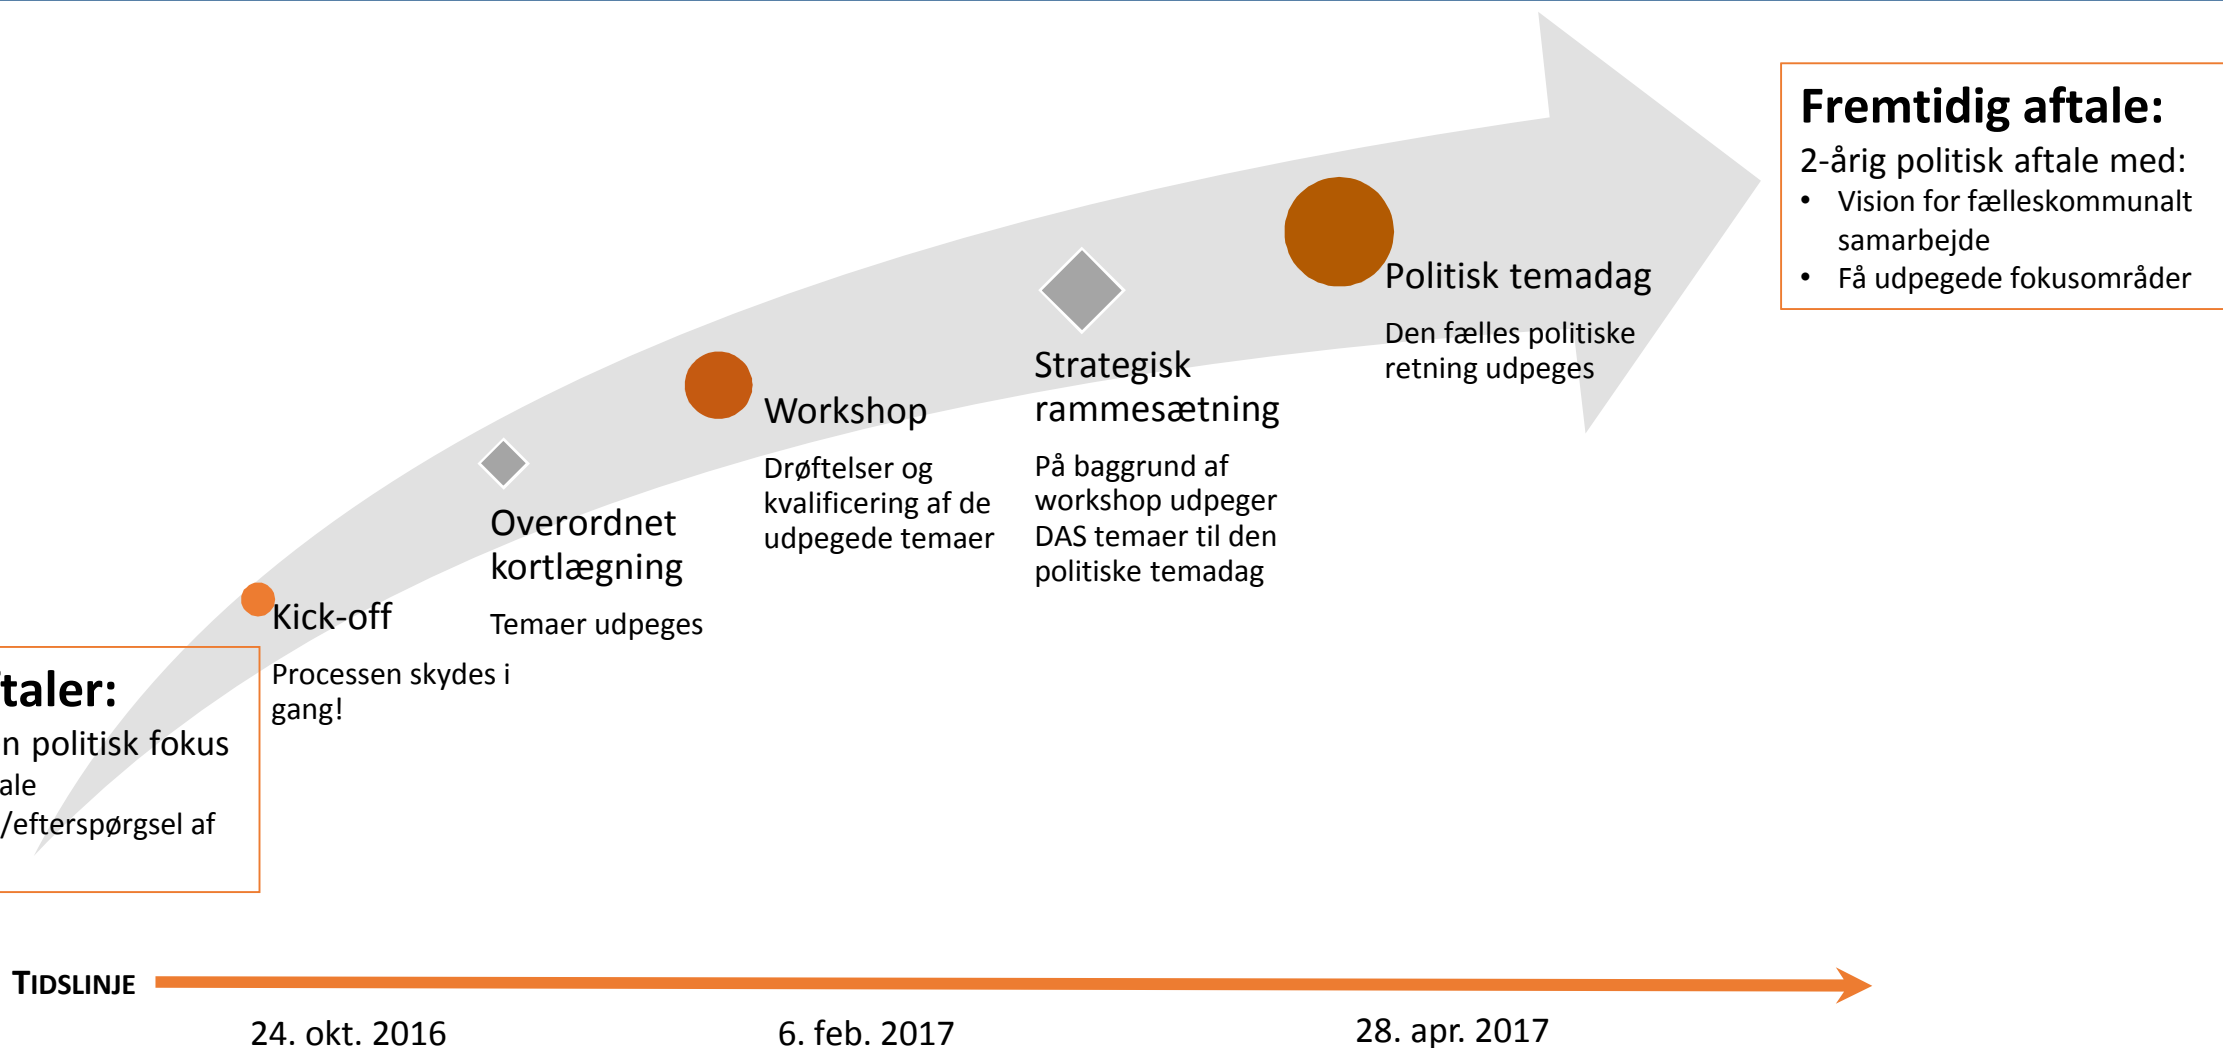 Fremtidig aftale:
2-årig politisk aftale med:
• Vision for fælleskommunalt
samarbejde
• Få udpegede fokusområder
Politisk temadag
Den fælles politiske
retning udpeges
Strategisk
rammesætning
På baggrund af
workshop udpeger
DAS temaer til den
politiske temadag
Workshop
Drøftelser og
kvalificering af de
udpegede temaer
Overordnet
kortlægning
Temaer udpeges
Kick-off
Processen skydes i
gang!
taler:
n politisk fokus
ale
/efterspørgsel af
TIDSLINJE
24. okt. 2016
6. feb. 2017
28. apr. 2017